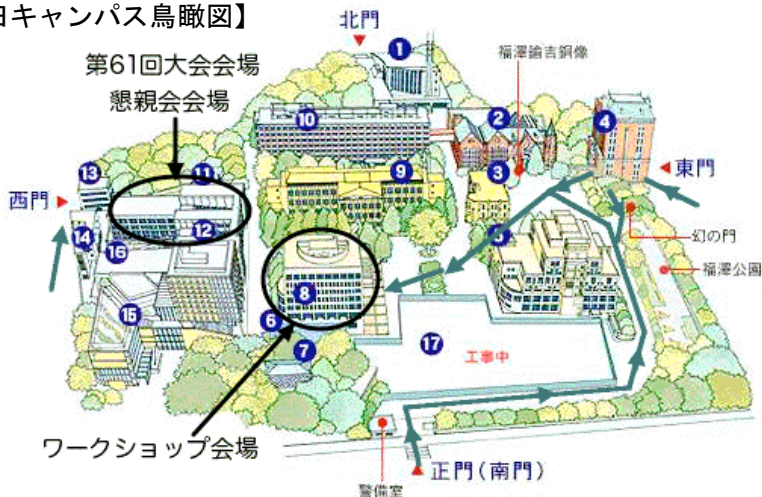 田キャンパス鳥瞰図】
北門
1
福澤諭吉銅像
第61回大会会場
懇親会会場
10
2
4
13
11
9
3
東門
西門
14
12
5
幻の門
16
福澤公園
8
15
6
7
17
工事中
ワークショップ会場
正門(南門)
警備室